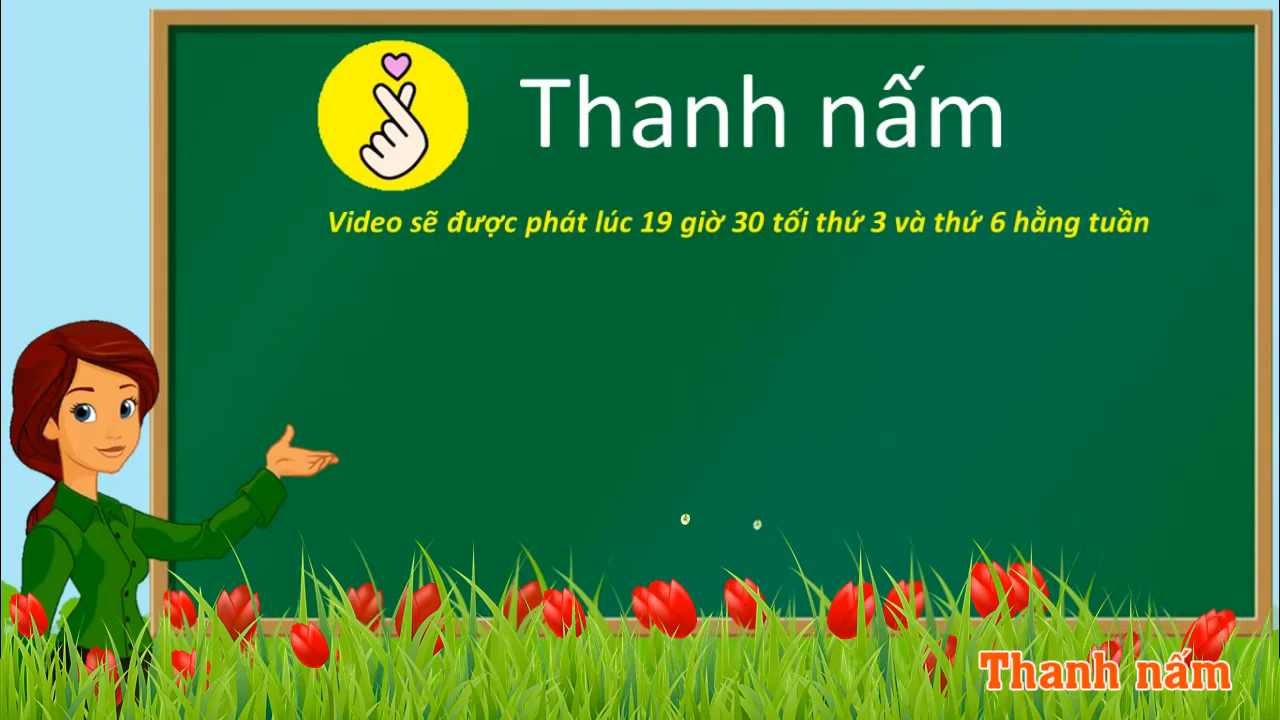 Thanh nấm
Video sẽ được phát lúc 19 giờ 30 tối thứ 3 và thứ 6 hằng tuần
Thanh nấm